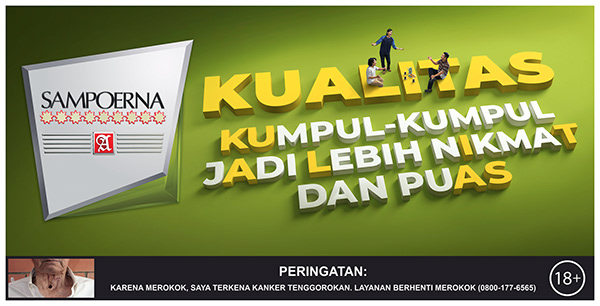 SAMPOERNA
A
KUALITAS
KUMPUL-KUMPUL
JADI LEBIH NIKMAT
DAN PUAS
PERINGATAN:
KARENA MEROKOK, SAYA TERKENA KANKER TENGGOROKAN. LAYANAN BERHENTI MEROKOK (0800-177-6565)
18+